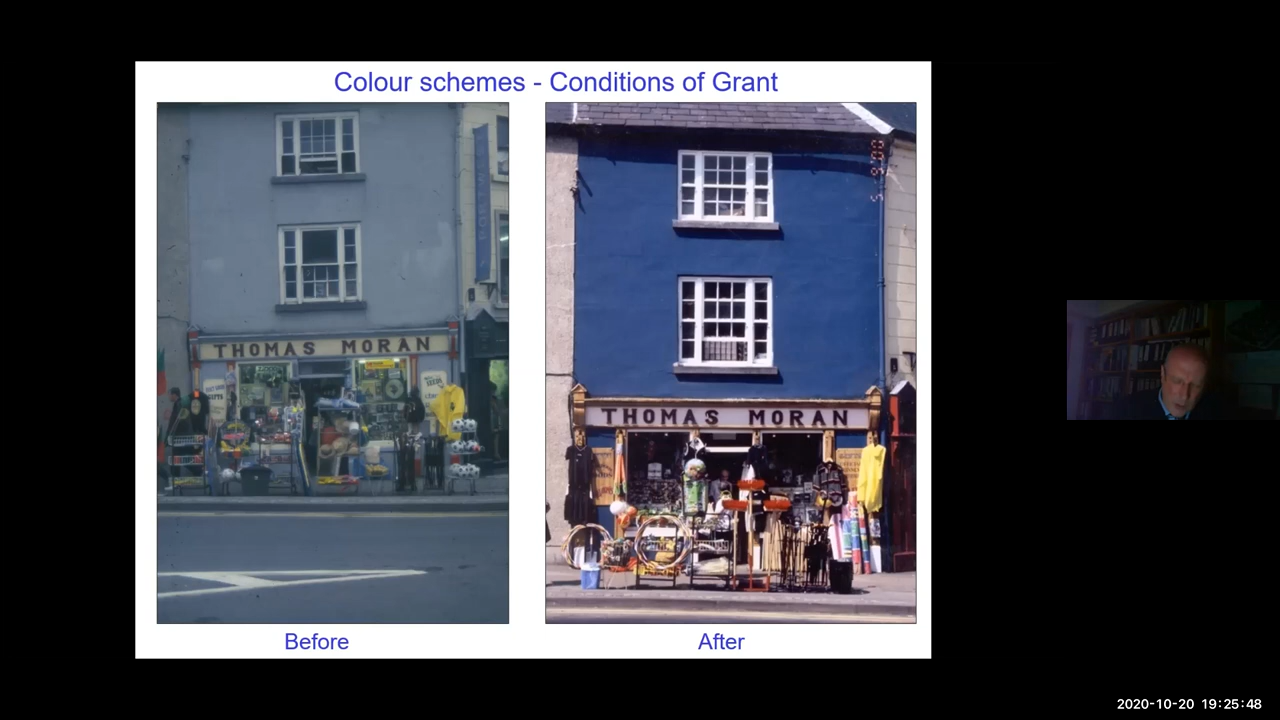 Colour schemes - Conditions of Grant
THOMAS MORAN
THOMAS MORAN
Before
After
2020-10-20 19:25:48